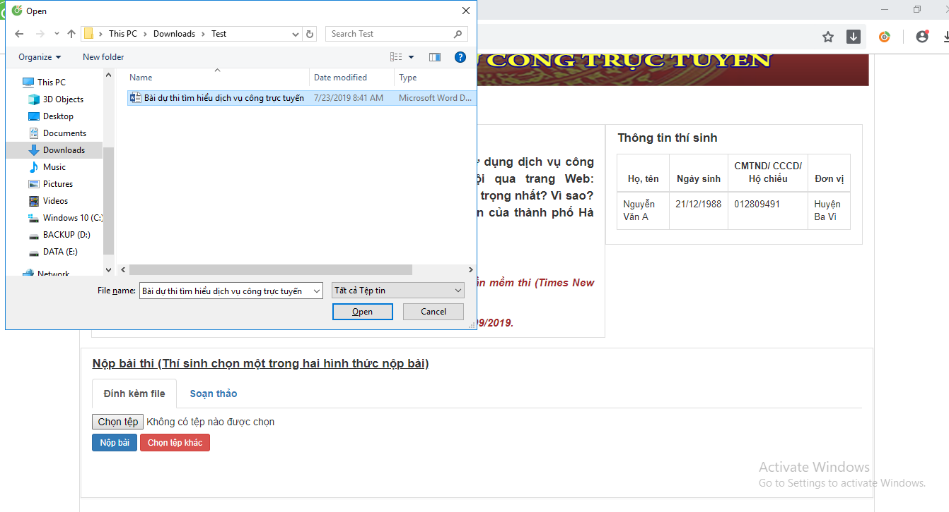 Open
This PC > Downloads > Test
Search Test
Organize
New folder
This PC
3D Objects
Desktop
Documents
Downloads
Music
Pictures
Videos
Windows 10 (C:)
BACKUP (D:)
DATA (E:)
Network
Name
Date modified
Type
Bài dự thi tìm hiểu dịch vụ công trực tuyến
7/23/2019 8:41 AM
Microsoft Word D...
File name:
Bài dự thi tìm hiểu dịch vụ công trực tuyến
Tất cả Tệp tin
Open
Cancel
CÔNG TRỰC TUYẾN
dụng dịch vụ công
qua trang Web:
trọng nhất? Vì sao?
của thành phố Hà
mềm thi (Times New
09/2019.
Thông tin thí sinh
Họ, tên
Ngày sinh
CMTND/ CCCD/
Hộ chiếu
Đơn vị
Nguyễn
Văn A
21/12/1988
012809491
Huyện
Ba Vì
Nộp bài thi (Thí sinh chọn một trong hai hình thức nộp bài)
Đính kèm file
Soạn thảo
Chọn tệp
Không có tệp nào được chọn
Nộp bài
Chọn tệp khác
Activate Windows
Go to Settings to activate Windows.